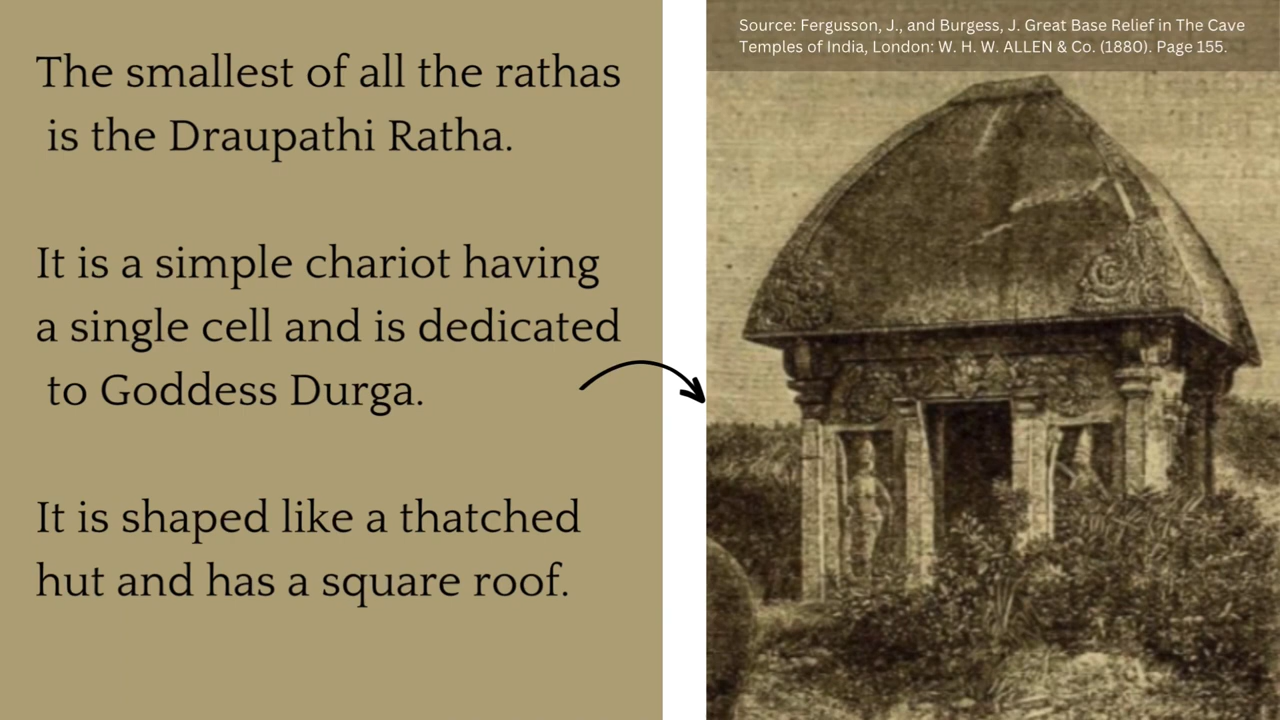 The smallest of all the rathas
is the Draupathi Ratha.
It is a simple chariot having
a single cell and is dedicated
to Goddess Durga.
It is shaped like a thatched
hut and has a square roof.
Source: Fergusson, J., and Burgess, J. Great Base Relief in The Cave
Temples of India, London: W. H. W. ALLEN & Co. (1880). Page 155.